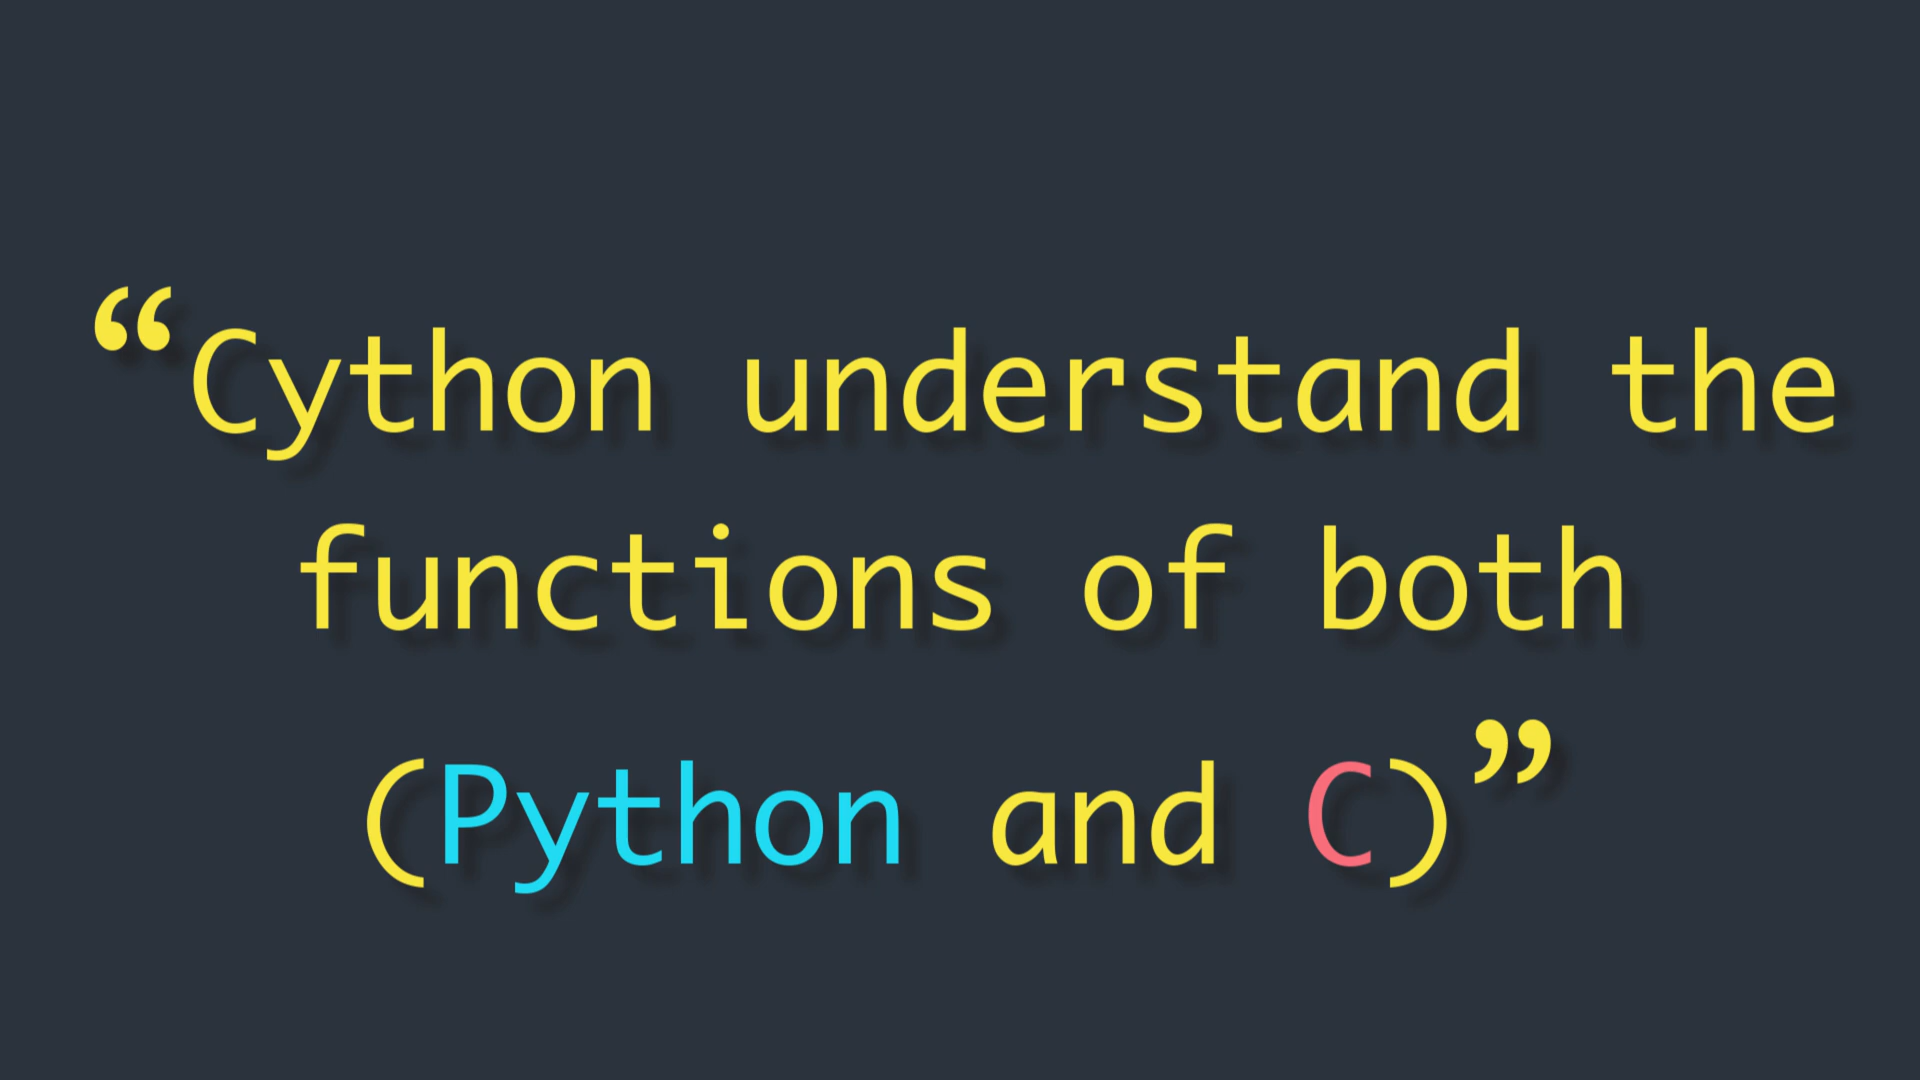 “Cython understand the
functions of both
(Python and C)”